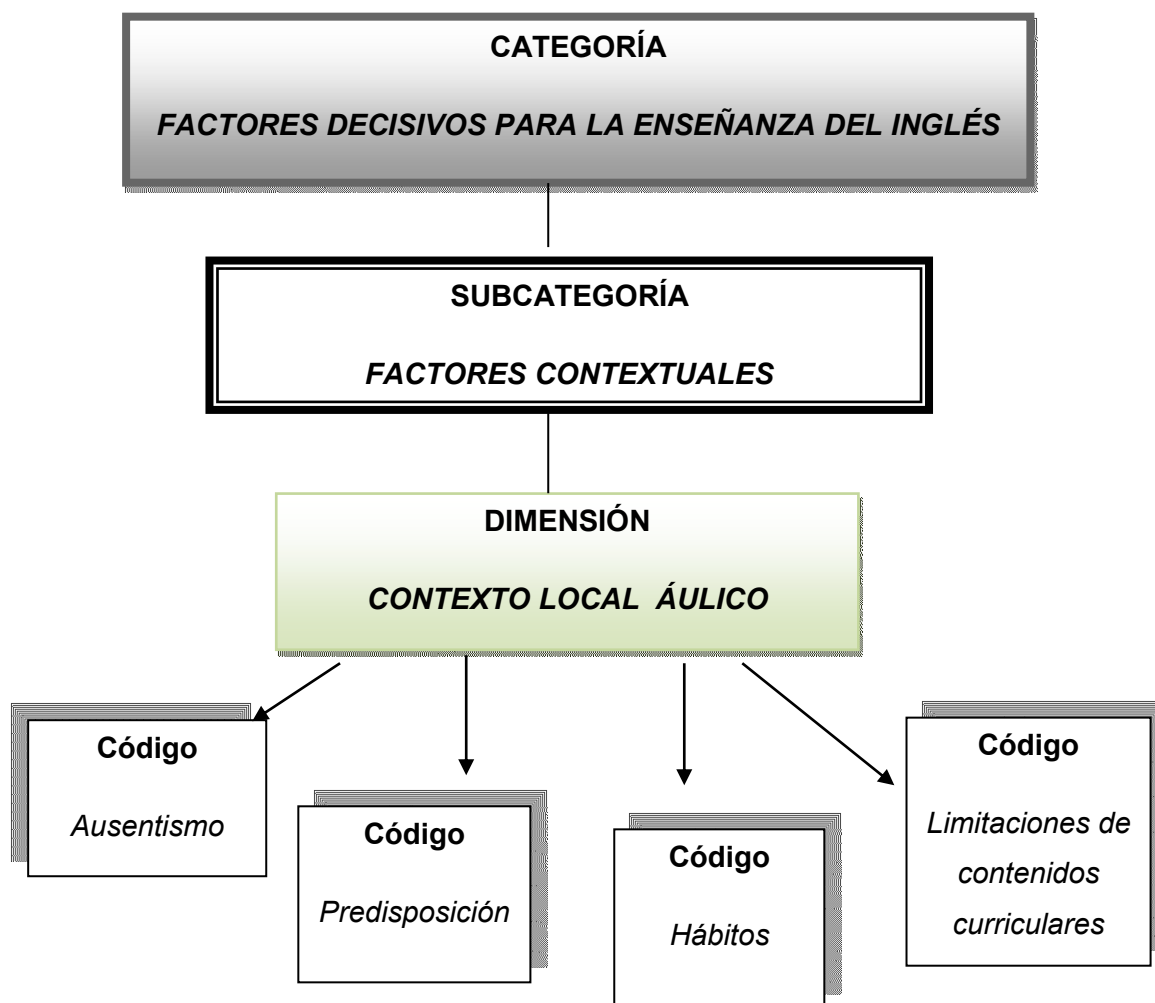 CATEGORÍA
FACTORES DECISIVOS PARA LA ENSEÑANZA DEL INGLÉS
SUBCATEGORÍA
FACTORES CONTEXTUALES
DIMENSIÓN
CONTEXTO LOCAL ÁULICO
Código
Ausentismo
Código
Predisposición
Código
Hábitos
Código
Limitaciones de
contenidos
curriculares